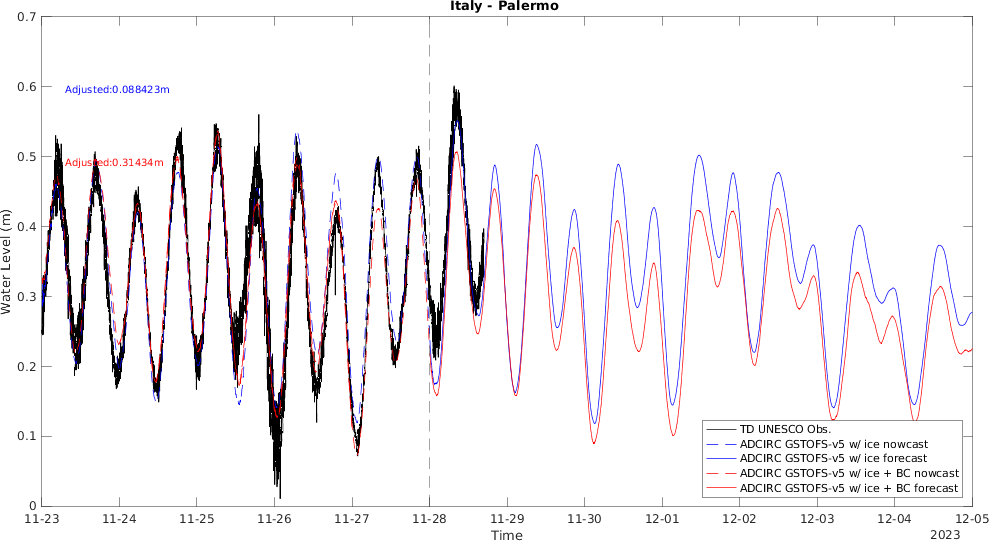 Italy - Palermo
0.7
0.6
0.5
0.4
0.3
0.2
0.1
0
Water Level (m)
Adjusted:0.088423m
Adjusted:0.31434m
TD UNESCO Obs.
ADCIRC GSTOFS-v5 w/ ice nowcast
ADCIRC GSTOFS-v5 w/ ice forecast
ADCIRC GSTOFS-v5 w/ ice + BC nowcast
ADCIRC GSTOFS-v5 w/ ice + BC forecast
11-23 11-24 11-25 11-26 11-27 11-28 11-29 11-30 12-01 12-02 12-03 12-04 12-05
Time
2023